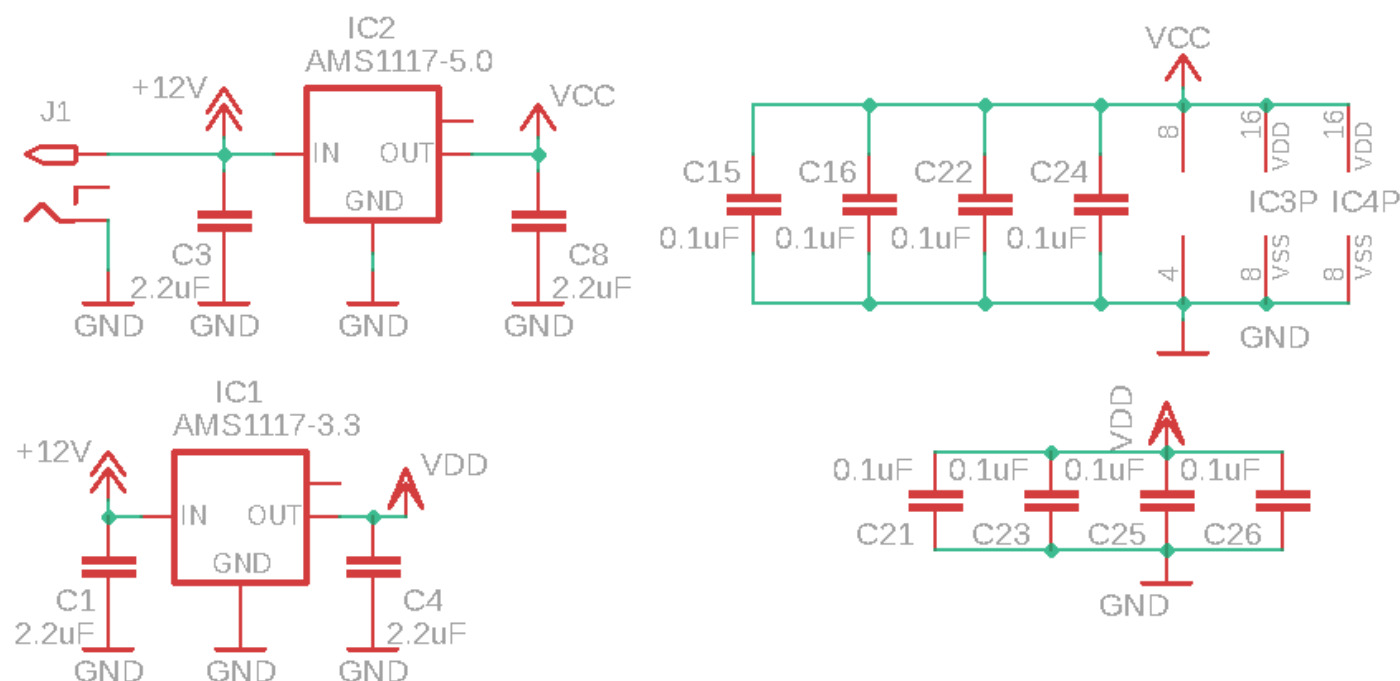 IC2
AMS1117-5.0
+12V
VCC
J1
IN
OUT
GND
C3
2.2uF
C8
2.2uF
GND
GND
GND
GND
IC1
AMS1117-3.3
+12V
VDD
IN
OUT
GND
C1
2.2uF
C4
2.2uF
GND
GND
GND
VCC
8
16
VDD
16
VDD
C15
C16
C22
C24
IC3P
IC4P
0.1uF
0.1uF
0.1uF
0.1uF
4
8
VSS
8
VSS
GND
VDD
0.1uF
0.1uF
0.1uF
0.1uF
C21
C23
C25
C26
GND